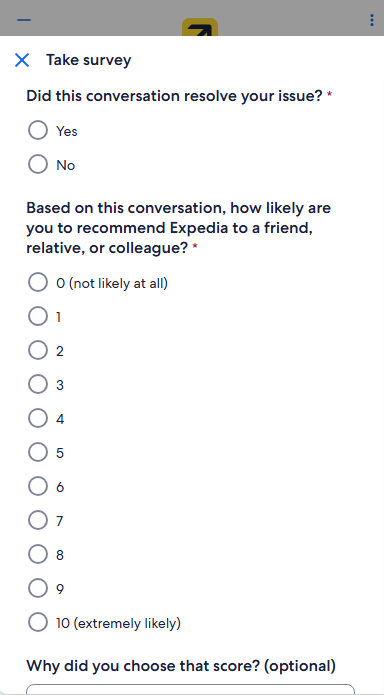 Take survey
Did this conversation resolve your issue? *
Yes
No
Based on this conversation, how likely are
you to recommend Expedia to a friend,
relative, or colleague? *
0 (not likely at all)
1
2
3
4
5
6
7
8
9
10 (extremely likely)
Why did you choose that score? (optional)